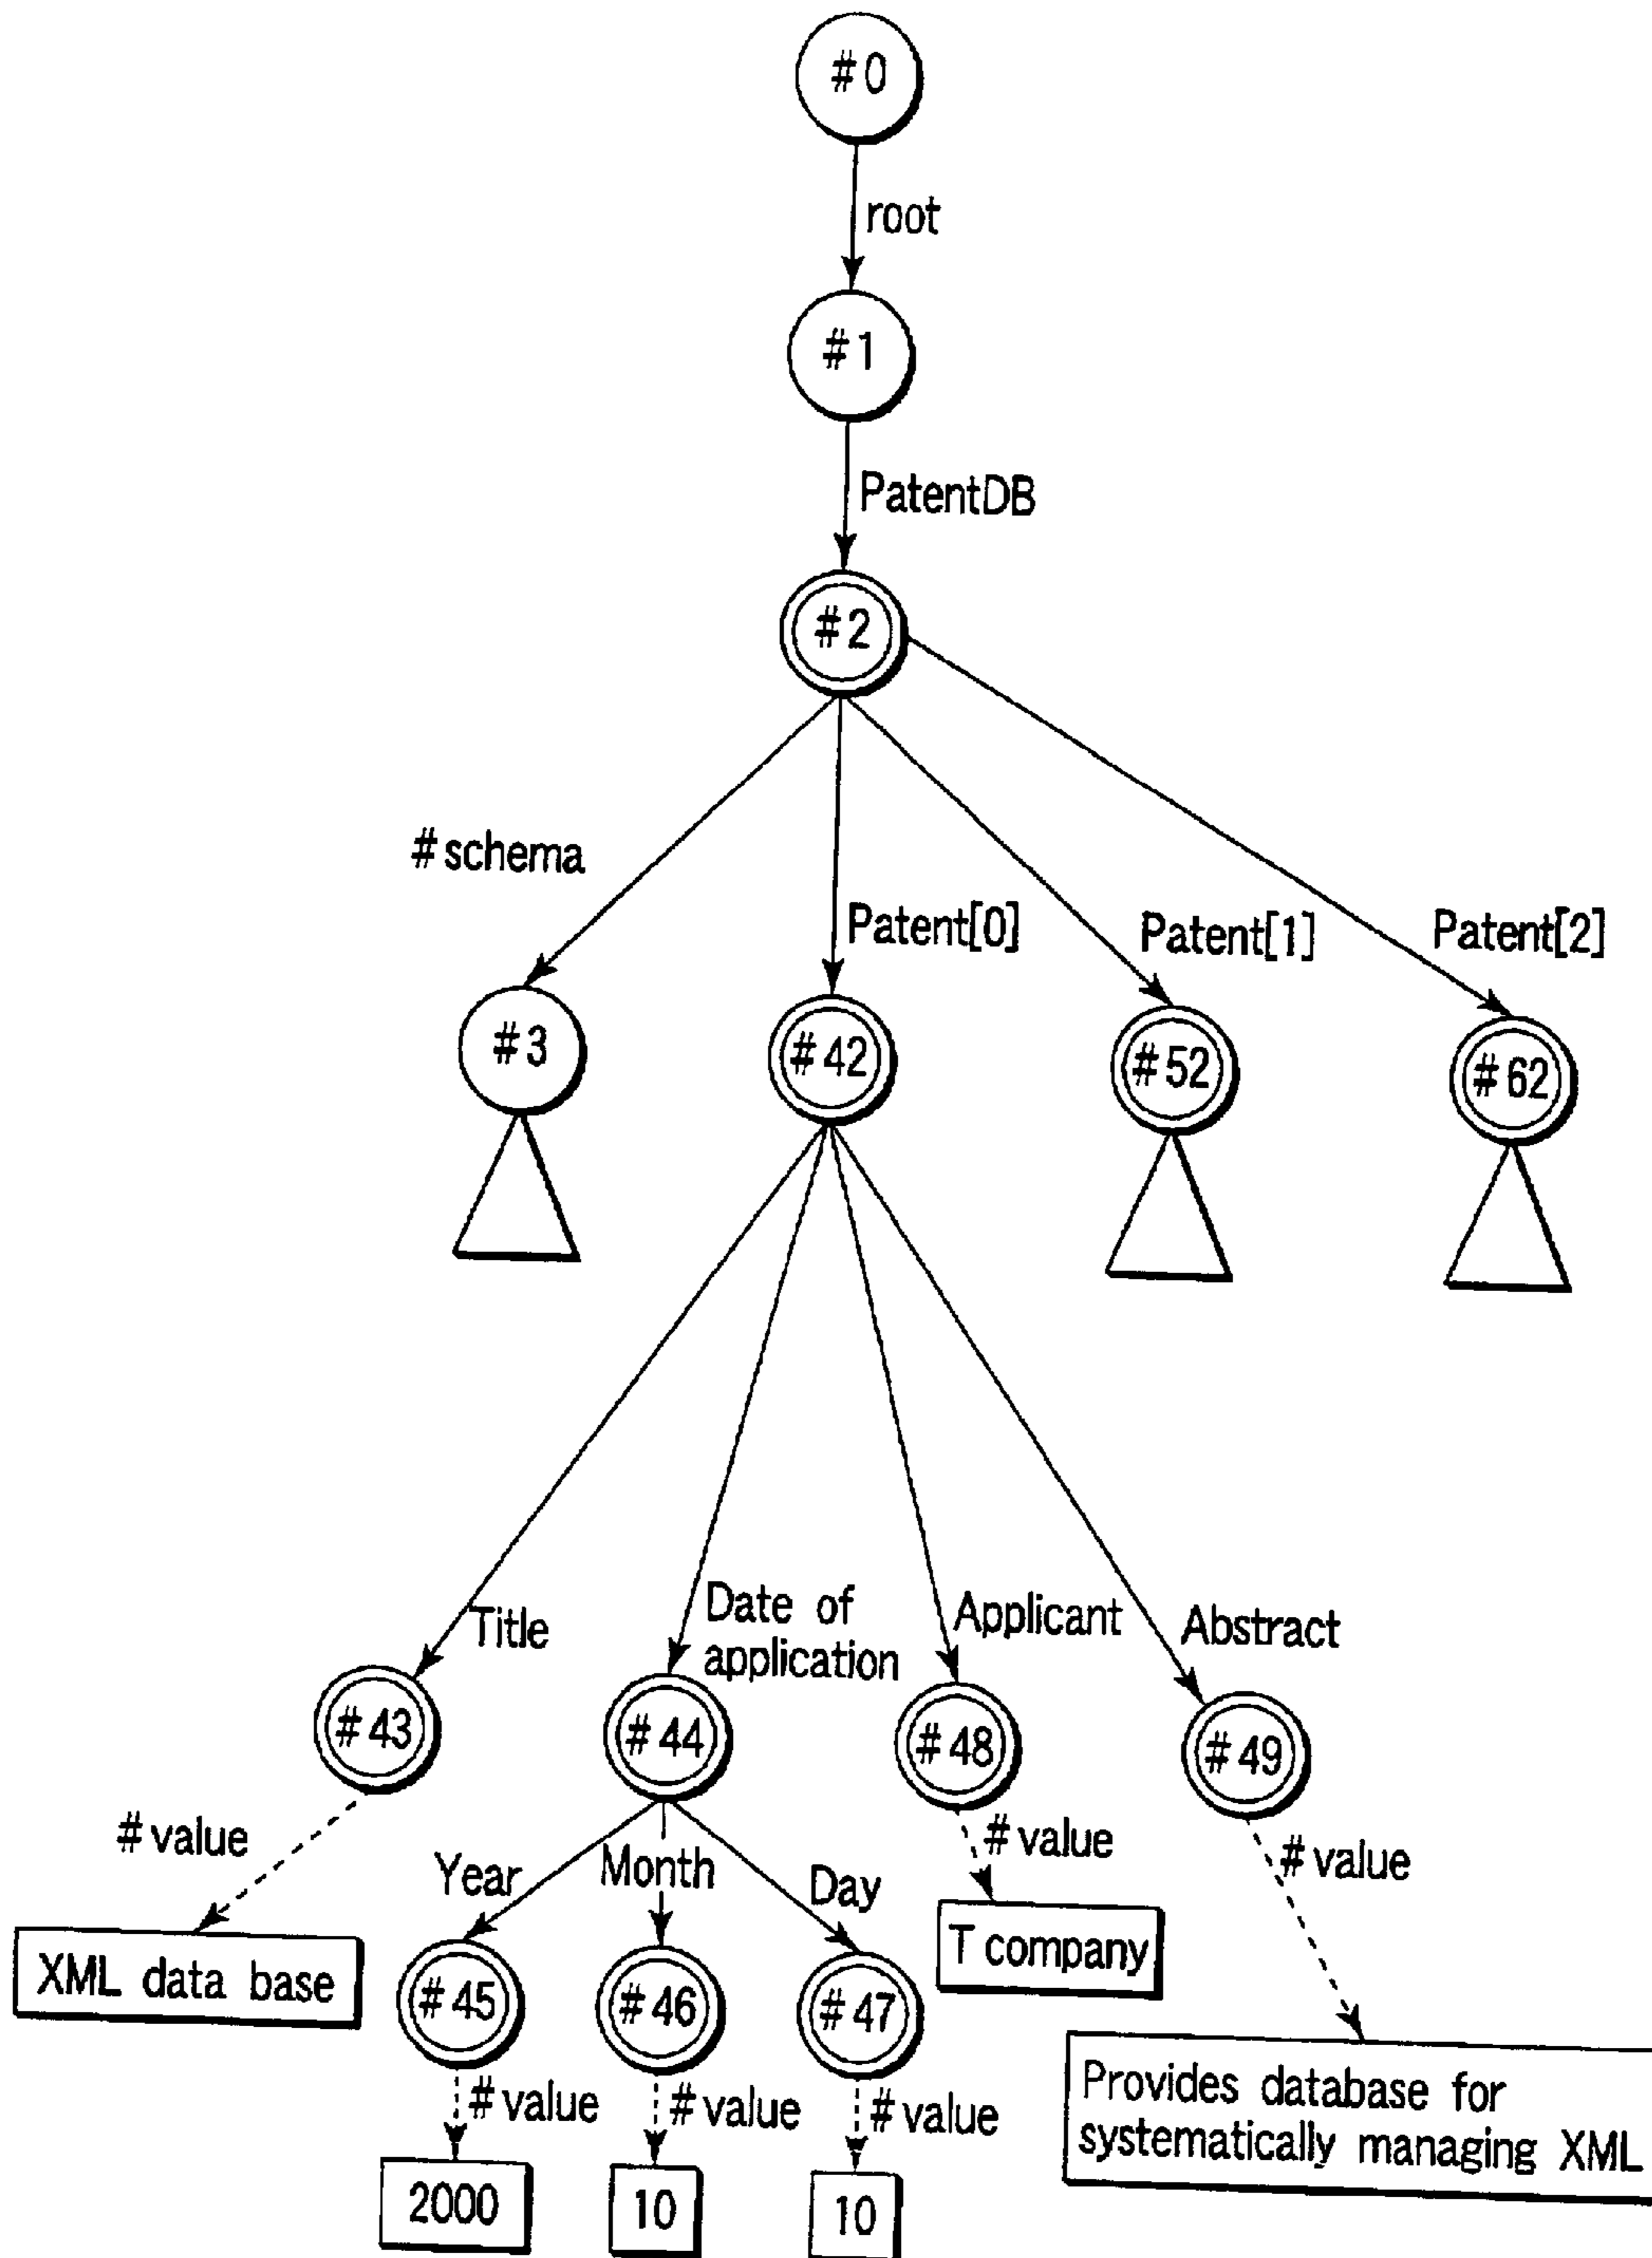 #0
root
#1
PatentDB
#2
#schema
Patent[0]
Patent[1]
Patent[2]
#3
#42
#52
#62
Title
Date of
application
Applicant
Abstract
#43
#44
#48
#49
#value
Year
Month
Day
#value
#value
XML data base
#45
#46
#47
T company
#value
#value
#value
Provides database for
systematically managing XML
2000
10
10